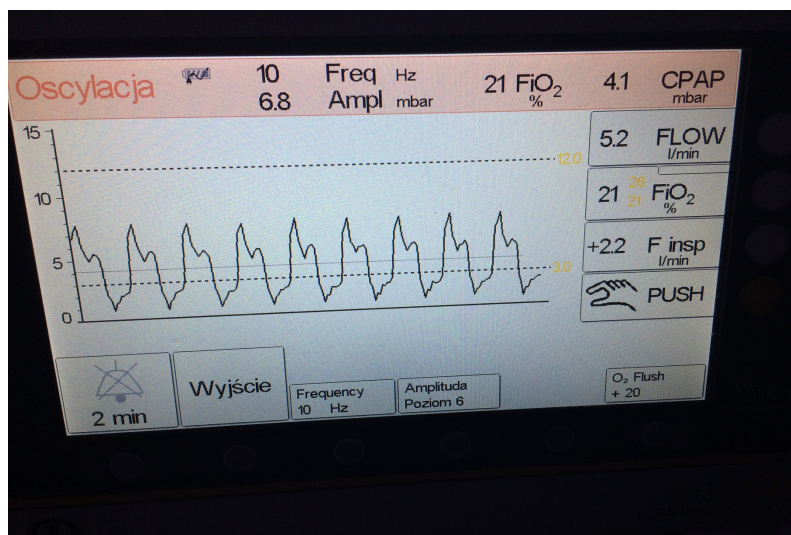 Oscylacja
10 Freq Hz
6.8 Ampl mbar
21 FiO₂ %
4.1 CPAP mbar
15
10
5
0
12.0
3.0
5.2 FLOW l/min
21 26 21 FiO₂ %
+2.2 F insp l/min
PUSH
2 min
Wyjście
Frequency
10 Hz
Amplituda
Poziom 6
O₂ Flush
+ 20